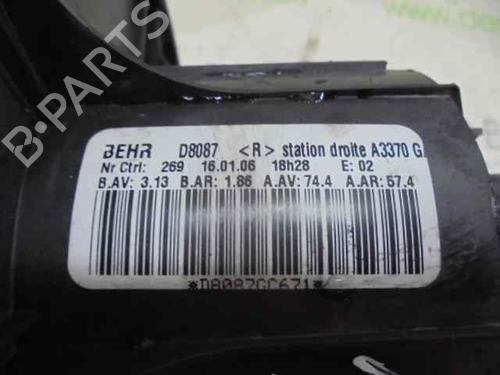 BEHR D8087 <R> station droite A3370 G
Nr Ctrl: 269 16.01.06 18h28 E: 02
B.AV: 3.13 B.AR: 1.86 A.AV: 74.4 A.AR: 57.4
*D8087GC671*